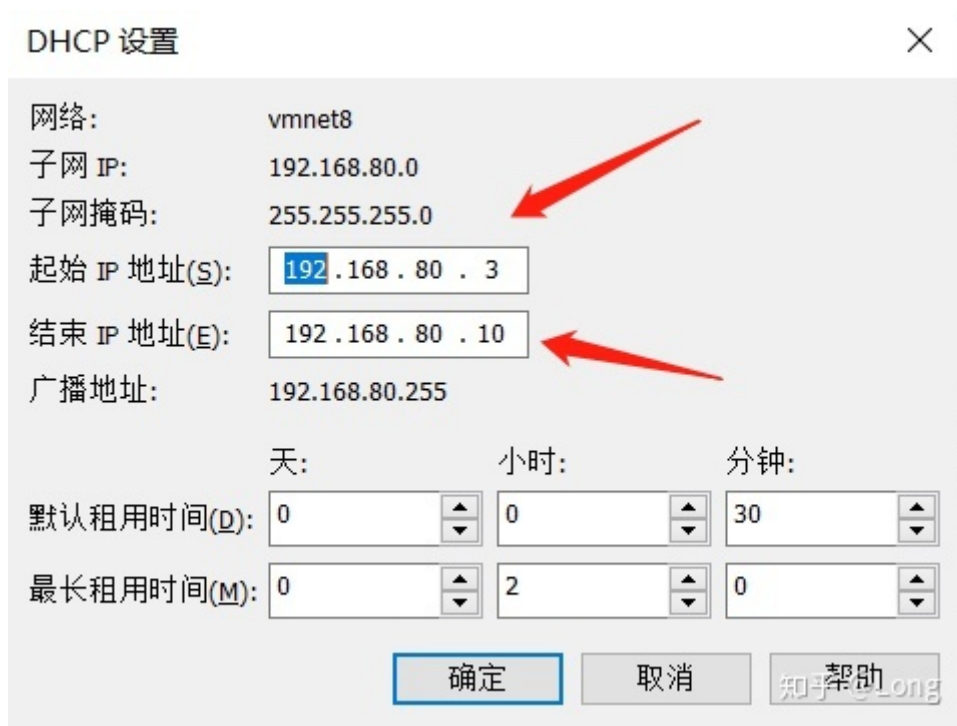 DHCP 设置
网络: vmnet8
子网 IP: 192.168.80.0
子网掩码: 255.255.255.0
起始 IP 地址(S): 192 . 168 . 80 . 3
结束 IP 地址(E): 192 . 168 . 80 . 10
广播地址: 192.168.80.255
天: 小时: 分钟:
默认租用时间(D): 0 0 30
最长租用时间(M): 0 2 0
确定 取消 帮助
知乎 @Long